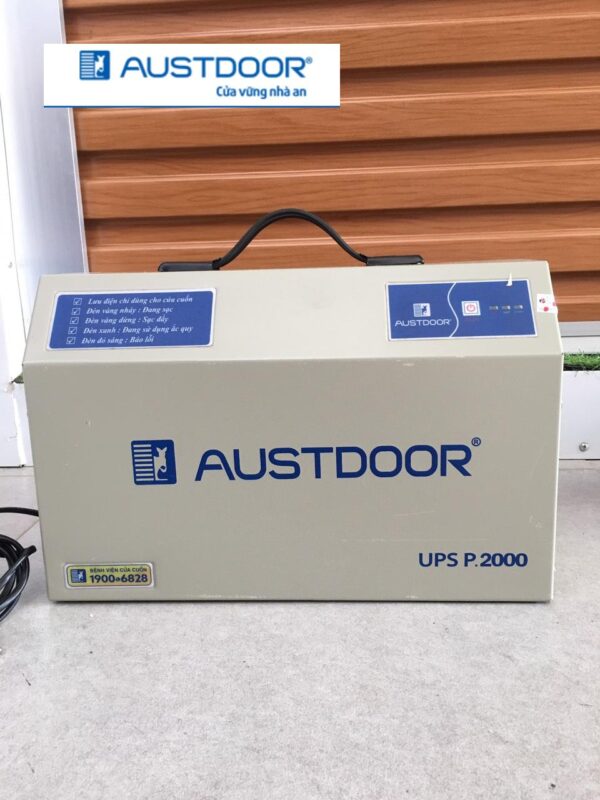 AUSTDOOR®
Cửa vững nhà an
Lưu điện chỉ dùng cho cửa cuốn
Đèn vàng nháy : Đang sạc
Đèn vàng dừng : Sạc đầy
Đèn xanh : Đang sử dụng ắc quy
Đèn đỏ sáng : Báo lỗi
AUSTDOOR
AUSTDOOR®
UPS P.2000
BỆNH VIỆN CỬA CUỐN
1900-6828